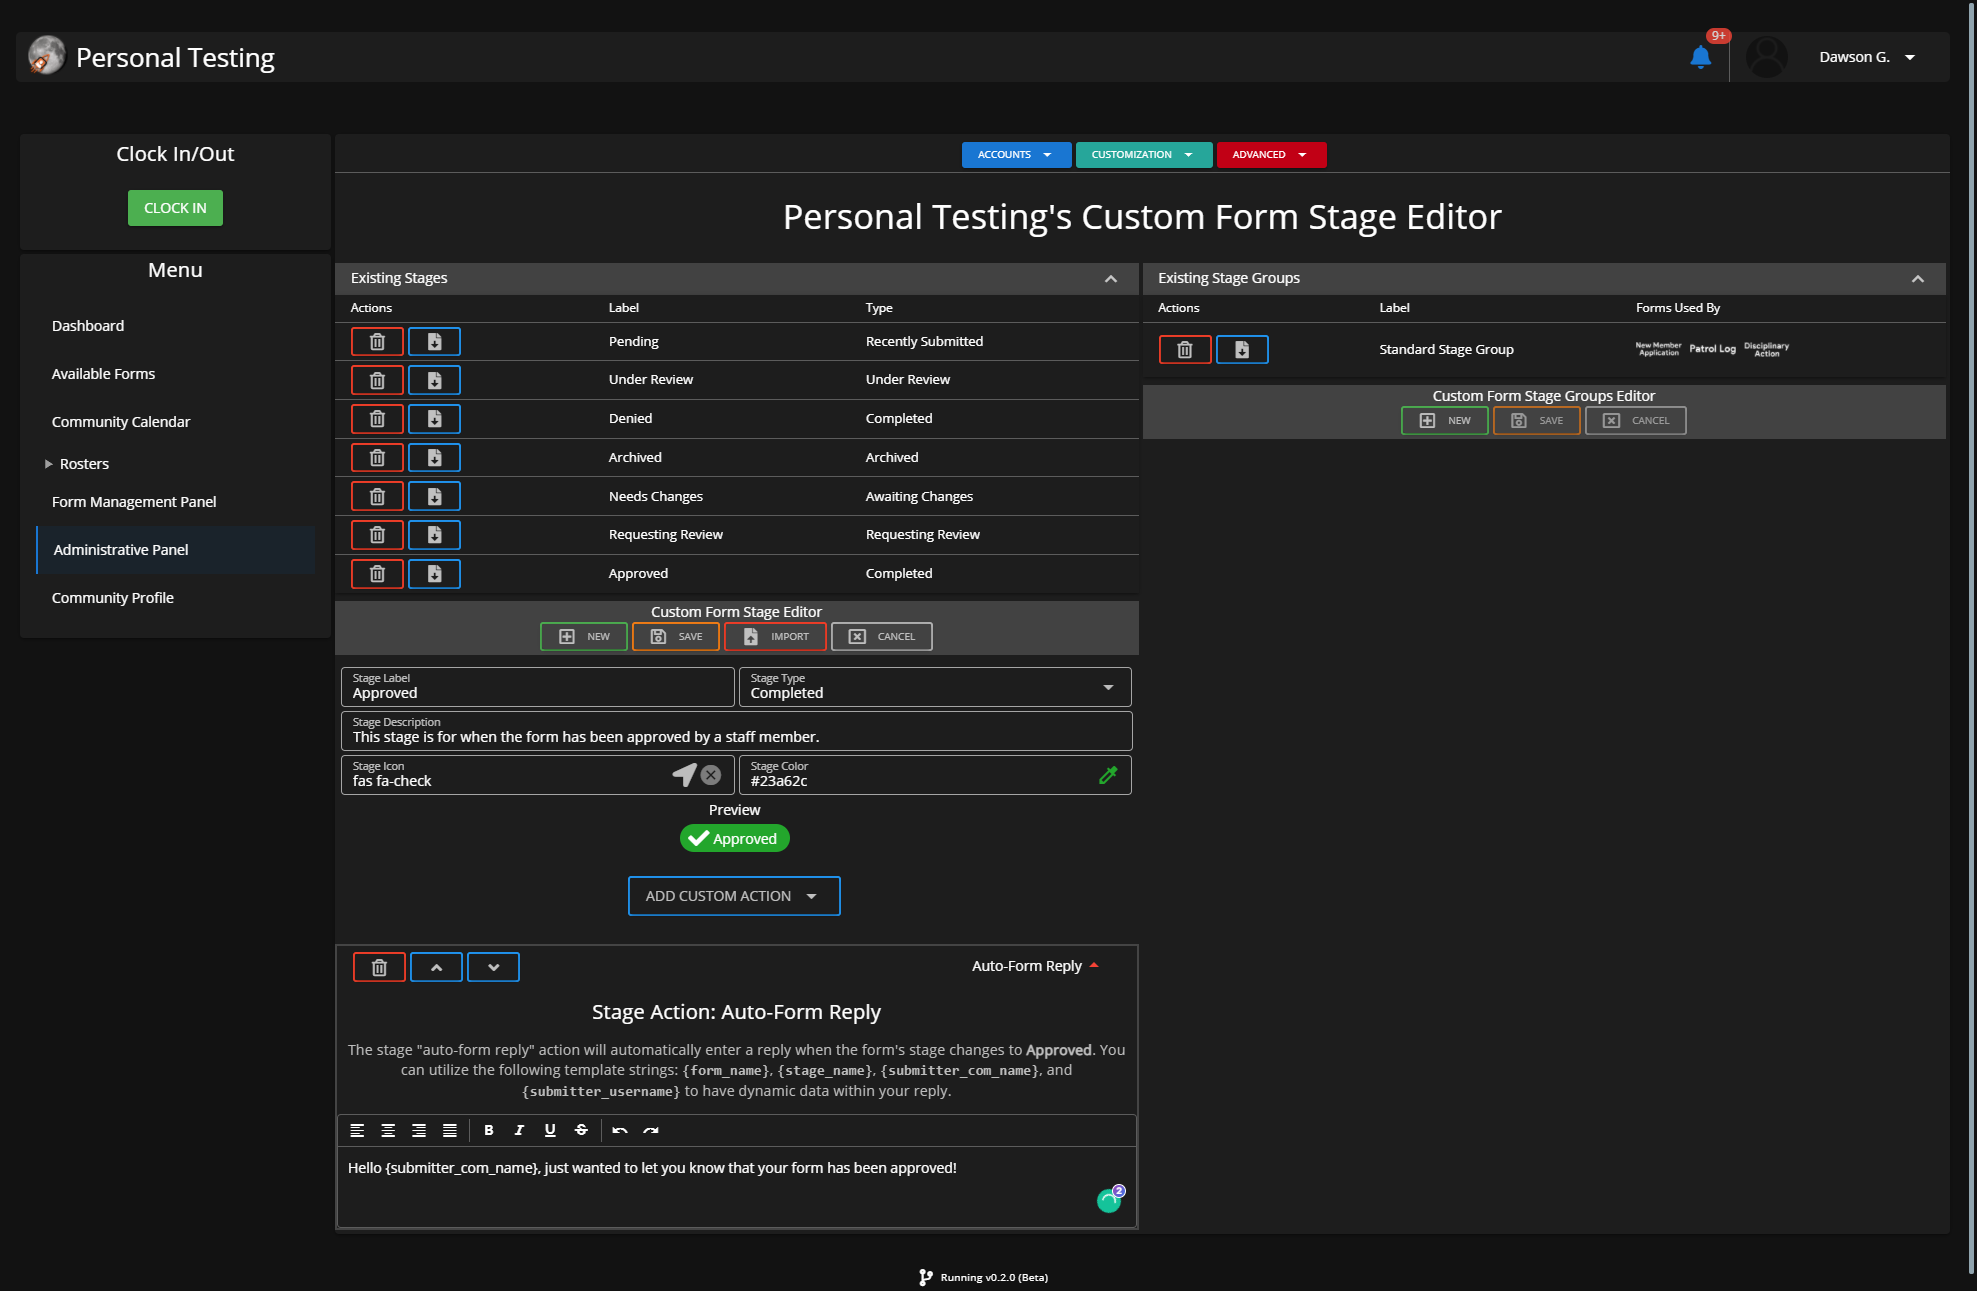 Personal Testing
9+
Dawson G.
Clock In/Out
CLOCK IN
Menu
Dashboard
Available Forms
Community Calendar
Rosters
Form Management Panel
Administrative Panel
Community Profile
ACCOUNTS
CUSTOMIZATION
ADVANCED
Personal Testing's Custom Form Stage Editor
Existing Stages
Actions Label Type
Pending Recently Submitted
Under Review Under Review
Denied Completed
Archived Archived
Needs Changes Awaiting Changes
Requesting Review Requesting Review
Approved Completed
Custom Form Stage Editor
NEW SAVE IMPORT CANCEL
Stage Label
Approved
Stage Type
Completed
Stage Description
This stage is for when the form has been approved by a staff member.
Stage Icon
fas fa-check
Stage Color
#23a62c
Preview
Approved
ADD CUSTOM ACTION
Auto-Form Reply
Stage Action: Auto-Form Reply
The stage "auto-form reply" action will automatically enter a reply when the form's stage changes to Approved. You
can utilize the following template strings: {form_name}, {stage_name}, {submitter_com_name}, and
{submitter_username} to have dynamic data within your reply.
B I U S
Hello {submitter_com_name}, just wanted to let you know that your form has been approved!
2
Existing Stage Groups
Actions Label Forms Used By
Standard Stage Group
New Member
Application
Patrol Log
Disciplinary
Action
Custom Form Stage Groups Editor
NEW SAVE CANCEL
Running v0.2.0 (Beta)